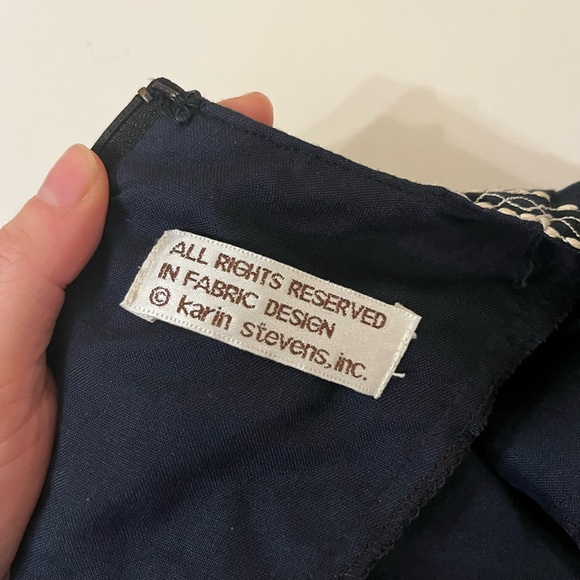 ALL RIGHTS RESERVED
IN FABRIC DESIGN
© karin stevens, inc.